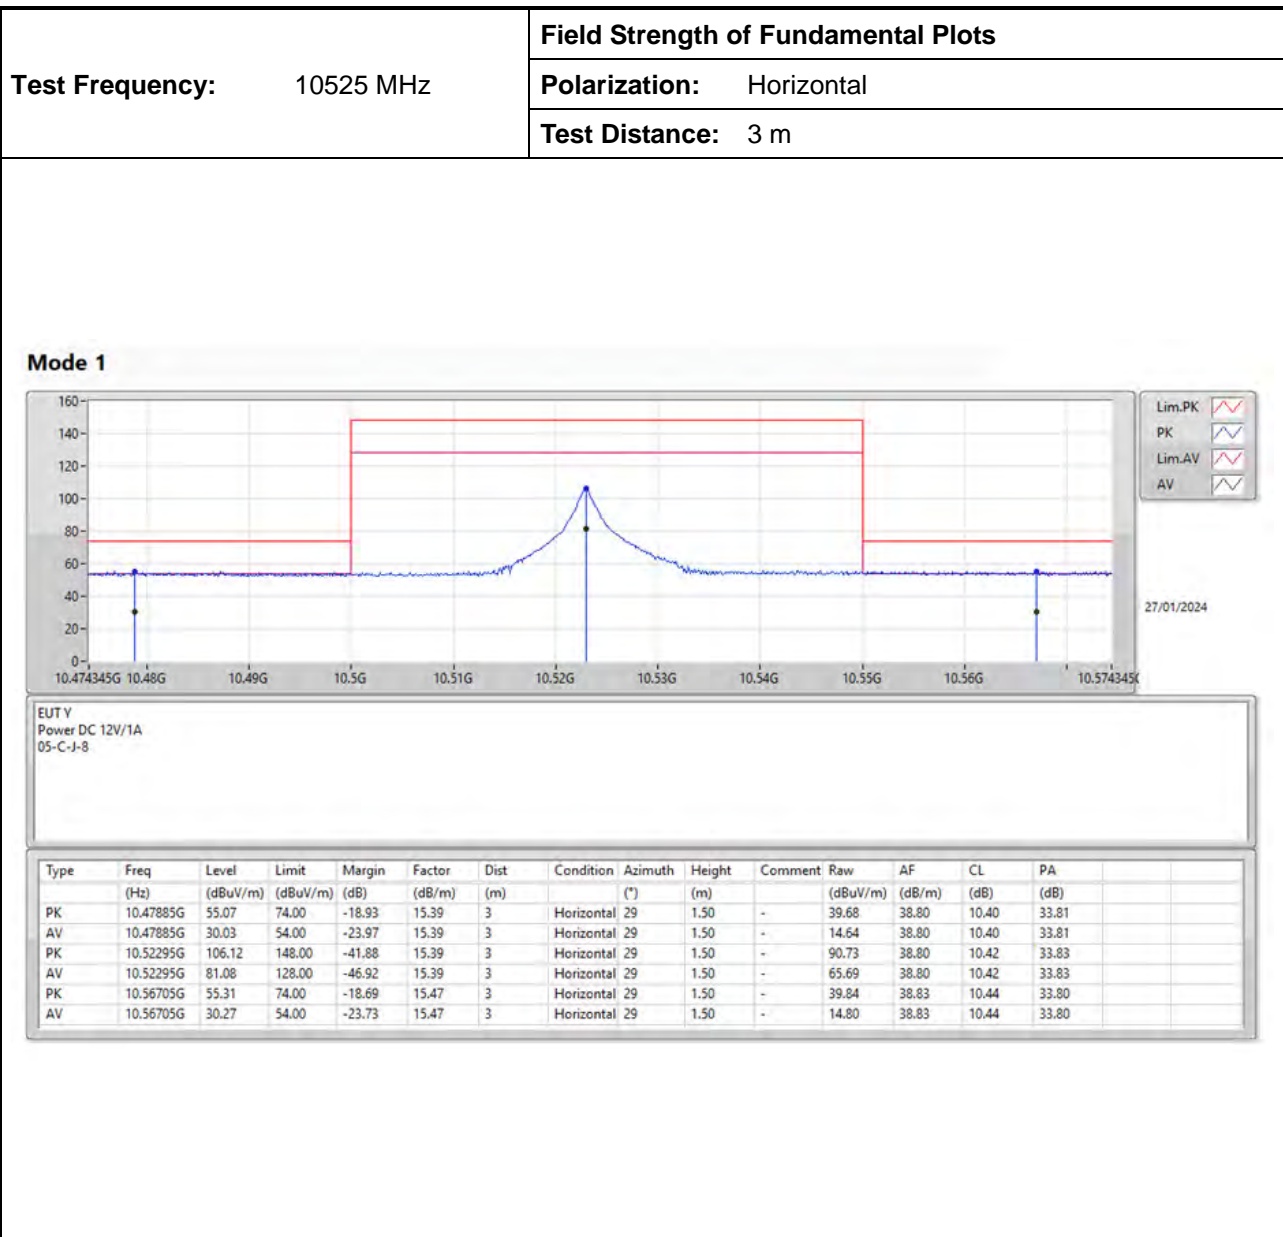 Field Strength of Fundamental Plots
Test Frequency: 10525 MHz
Polarization: Horizontal
Test Distance: 3 m
Mode 1
160
140
120
100
80
60
40
20
0
10.474345G 10.48G 10.49G 10.5G 10.51G 10.52G 10.53G 10.54G 10.55G 10.56G 10.574345G
Lim.PK
PK
Lim.AV
AV
27/01/2024
EUT Y
Power DC 12V/1A
05-C-J-8
Type Freq Level Limit Margin Factor Dist Condition Azimuth Height Comment Raw AF CL PA
(Hz) (dBuV/m) (dBuV/m) (dB) (dB/m) (m) (°) (m) (dBuV/m) (dB/m) (dB) (dB)
PK 10.47885G 55.07 74.00 -18.93 15.39 3 Horizontal 29 1.50 - 39.68 38.80 10.40 33.81
AV 10.47885G 30.03 54.00 -23.97 15.39 3 Horizontal 29 1.50 - 14.64 38.80 10.40 33.81
PK 10.52295G 106.12 148.00 -41.88 15.39 3 Horizontal 29 1.50 - 90.73 38.80 10.42 33.83
AV 10.52295G 81.08 128.00 -46.92 15.39 3 Horizontal 29 1.50 - 65.69 38.80 10.42 33.83
PK 10.56705G 55.31 74.00 -18.69 15.47 3 Horizontal 29 1.50 - 39.84 38.83 10.44 33.80
AV 10.56705G 30.27 54.00 -23.73 15.47 3 Horizontal 29 1.50 - 14.80 38.83 10.44 33.80